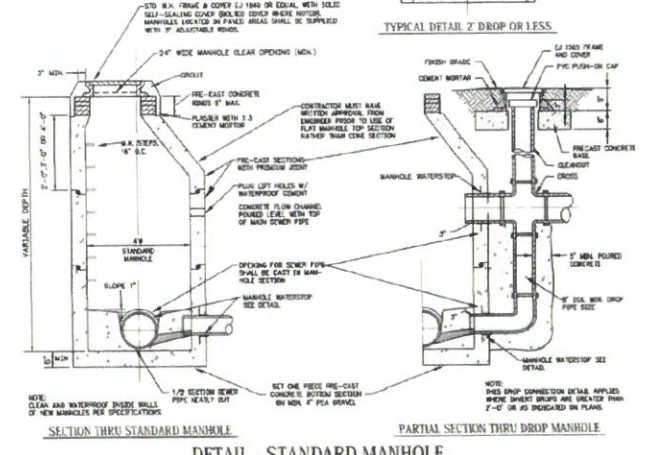 STD. M.H. FRAME & COVER EJ 1040 OR EQUAL, WITH SOLID
SELF-SEALING COVER (BOLTED COVER WHERE NOTED).
MANHOLES LOCATED IN PAVED AREAS SHALL BE SUPPLIED
WITH 3" ADJUSTABLE RINGS.
24" WIDE MANHOLE CLEAR OPENING (MIN.)
3" MIN.
GROUT
PRE-CAST CONCRETE
RINGS 9" MAX.
PLASTER WITH 1:3
CEMENT MORTOR
M.H. STEPS,
16" O.C.
2'-0", 3'-0" OR 4'-0"
VARIABLE DEPTH
CONTRACTOR MUST HAVE
WRITTEN APPROVAL FROM
ENGINEER PRIOR TO USE OF
FLAT MANHOLE TOP SECTION
RATHER THAN CONE SECTION
PRE-CAST SECTIONS
WITH PREMIUM JOINT
PLUG LIFT HOLES W/
WATERPROOF CEMENT
CONCRETE FLOW CHANNEL
POURED LEVEL WITH TOP
OF MAIN SEWER PIPE
STANDARD
MANHOLE
OPENING FOR SEWER PIPE
SHALL BE CAST IN MAN-
HOLE SECTION
SLOPE 1"
MANHOLE WATERSTOP
SEE DETAIL.
6" MIN
NOTE:
CLEAN AND WATERPROOF INSIDE WALLS
OF NEW MANHOLES PER SPECIFICATIONS
1/2 SECTION SEWER
PIPE NEATLY CUT
SET ONE PIECE PRE-CAST
CONCRETE BOTTOM SECTION
ON MIN. 4" PEA GRAVEL
SECTION THRU STANDARD MANHOLE
TYPICAL DETAIL 2' DROP OR LESS
FINISH GRADE
CEMENT MORTAR
EJ 1565 FRAME
AND COVER
PVC PUSH-ON CAP
PRECAST CONCRETE
BASE
CLEANOUT
CROSS
MANHOLE WATERSTOP
3"
5" MIN. POURED
CONCRETE
8" DIA. MIN. DROP
PIPE SIZE
3"
MANHOLE WATERSTOP SEE
DETAIL.
NOTE:
THIS DROP CONNECTION DETAIL APPLIES
WHERE INVERT DROPS ARE GREATER THAN
2'-0" OR AS INDICATED ON PLANS.
PARTIAL SECTION THRU DROP MANHOLE
DETAIL - STANDARD MANHOLE